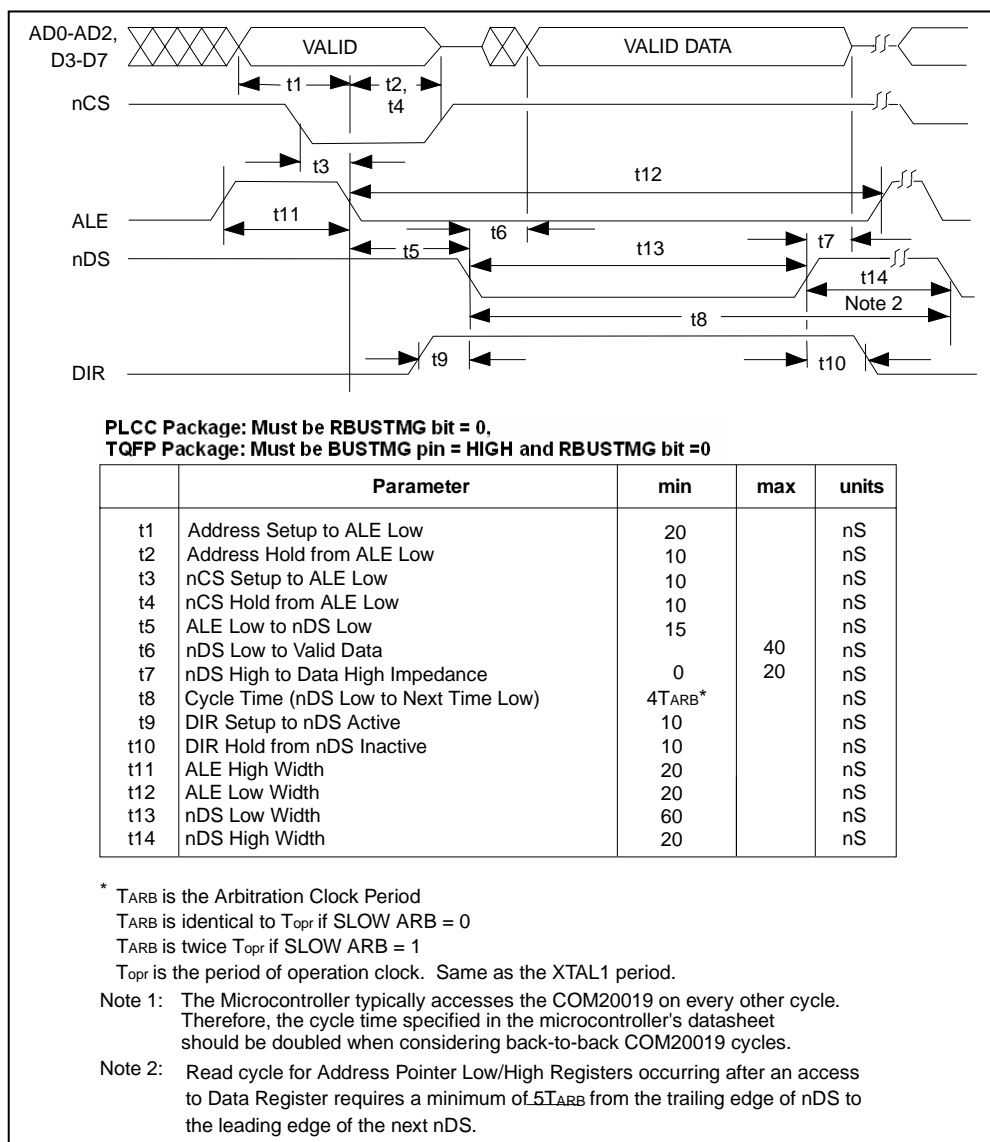 AD0-AD2,
D3-D7
VALID
VALID DATA
t1
t2,
t4
nCS
t3
t12
ALE
t11
t6
t7
t5
t13
nDS
t14
Note 2
t8
t9
t10
DIR
PLCC Package: Must be RBUSTMG bit = 0,
TQFP Package: Must be BUSTMG pin = HIGH and RBUSTMG bit =0
Parameter min max units
t1 Address Setup to ALE Low 20 nS
t2 Address Hold from ALE Low 10 nS
t3 nCS Setup to ALE Low 10 nS
t4 nCS Hold from ALE Low 10 nS
t5 ALE Low to nDS Low 15 nS
t6 nDS Low to Valid Data 40 nS
t7 nDS High to Data High Impedance 0 20 nS
t8 Cycle Time (nDS Low to Next Time Low) 4TARB* nS
t9 DIR Setup to nDS Active 10 nS
t10 DIR Hold from nDS Inactive 10 nS
t11 ALE High Width 20 nS
t12 ALE Low Width 20 nS
t13 nDS Low Width 60 nS
t14 nDS High Width 20 nS
* TARB is the Arbitration Clock Period
TARB is identical to Topr if SLOW ARB = 0
TARB is twice Topr if SLOW ARB = 1
Topr is the period of operation clock. Same as the XTAL1 period.
Note 1: The Microcontroller typically accesses the COM20019 on every other cycle.
Therefore, the cycle time specified in the microcontroller's datasheet
should be doubled when considering back-to-back COM20019 cycles.
Note 2: Read cycle for Address Pointer Low/High Registers occurring after an access
to Data Register requires a minimum of 5TARB from the trailing edge of nDS to
the leading edge of the next nDS.